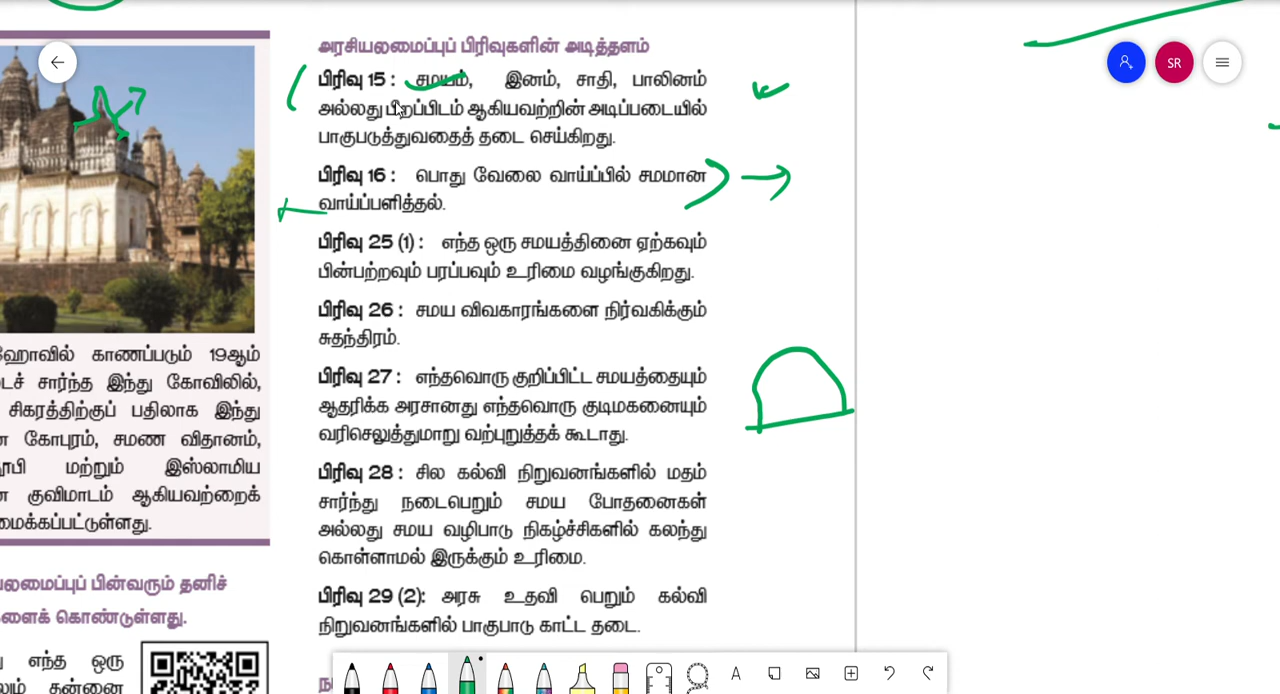 அரசியலமைப்புப் பிரிவுகளின் அடித்தளம்
பிரிவு 15 : சமயம், இனம், சாதி, பாலினம்
அல்லது பிறப்பிடம் ஆகியவற்றின் அடிப்படையில்
பாகுபடுத்துவதைத் தடை செய்கிறது.
பிரிவு 16 : பொது வேலை வாய்ப்பில் சமமான
வாய்ப்பளித்தல்.
பிரிவு 25 (1) : எந்த ஒரு சமயத்தினை ஏற்கவும்
பின்பற்றவும் பரப்பவும் உரிமை வழங்குகிறது.
பிரிவு 26 : சமய விவகாரங்களை நிர்வகிக்கும்
சுதந்திரம்.
பிரிவு 27 : எந்தவொரு குறிப்பிட்ட சமயத்தையும்
ஆதரிக்க அரசானது எந்தவொரு குடிமகனையும்
வரிசெலுத்துமாறு வற்புறுத்தக் கூடாது.
பிரிவு 28 : சில கல்வி நிறுவனங்களில் மதம்
சார்ந்து நடைபெறும் சமய போதனைகள்
அல்லது சமய வழிபாடு நிகழ்ச்சிகளில் கலந்து
கொள்ளாமல் இருக்கும் உரிமை.
பிரிவு 29 (2): அரசு உதவி பெறும் கல்வி
நிறுவனங்களில் பாகுபாடு காட்ட தடை.
ஹோவில் காணப்படும் 19ஆம்
டைச் சார்ந்த இந்து கோவிலில்,
சிகரத்திற்குப் பதிலாக இந்து
கோபுரம், சமண விதானம்,
தூபி மற்றும் இஸ்லாமிய
குவிமாடம் ஆகியவற்றைக்
மைக்கப்பட்டுள்ளது.
யலமைப்புப் பின்வரும் தனிச்
களைக் கொண்டுள்ளது.
எந்த ஒரு
தன்னை
SR
A